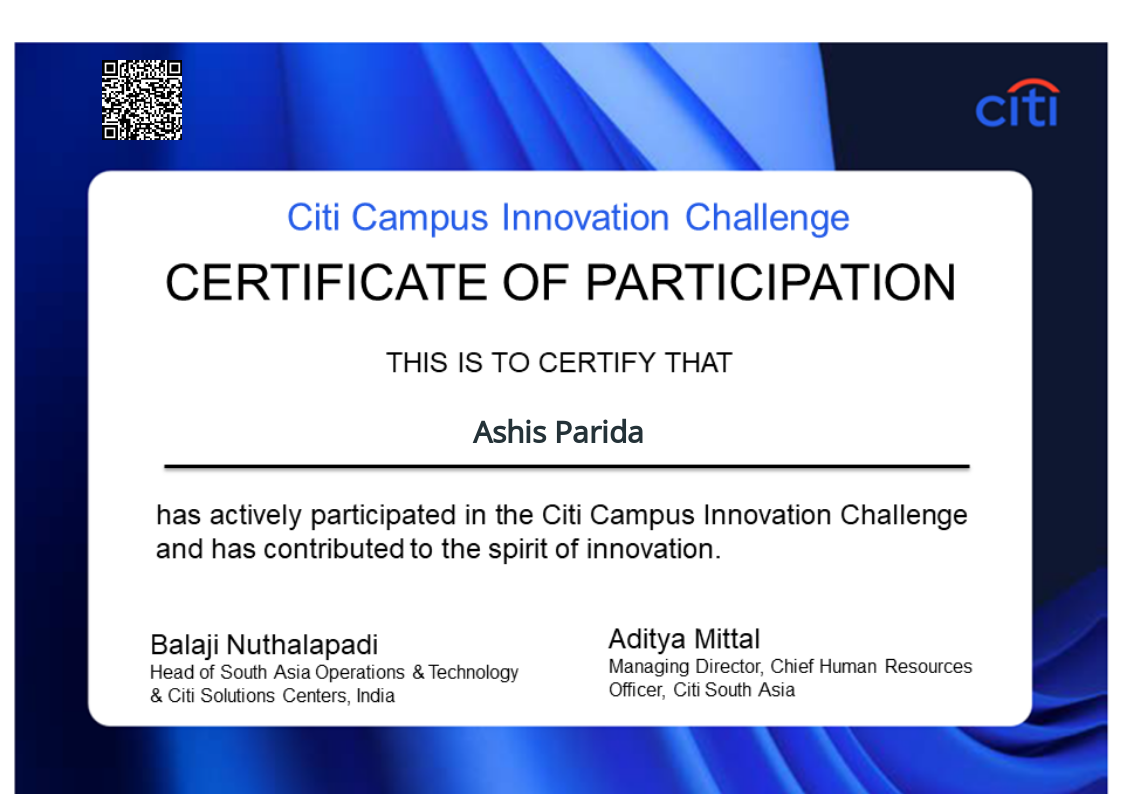 citi
Citi Campus Innovation Challenge
CERTIFICATE OF PARTICIPATION
THIS IS TO CERTIFY THAT
Ashis Parida
has actively participated in the Citi Campus Innovation Challenge
and has contributed to the spirit of innovation.
Balaji Nuthalapadi
Head of South Asia Operations & Technology
& Citi Solutions Centers, India
Aditya Mittal
Managing Director, Chief Human Resources
Officer, Citi South Asia